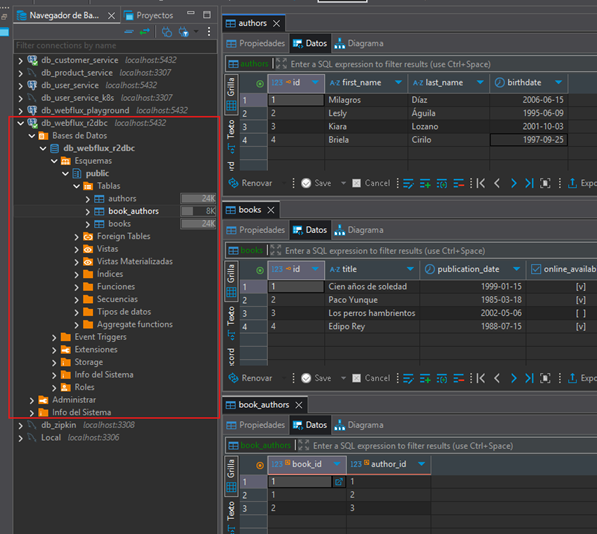 Navegador de Ba...
Proyectos
Filter connections by name
db_customer_service localhost:5432
db_product_service localhost:3307
db_user_service localhost:5432
db_user_service_k8s localhost:3307
db_webflux_playground localhost:5432
db_webflux_r2dbc localhost:5432
Bases de Datos
db_webflux_r2dbc
Esquemas
public
Tablas
authors 24K
book_authors 8K
books 24K
Foreign Tables
Vistas
Vistas Materializadas
Índices
Funciones
Secuencias
Tipos de datos
Aggregate functions
Event Triggers
Extensiones
Storage
Info del Sistema
Roles
Administrar
Info del Sistema
db_zipkin localhost:3308
Local localhost:3306
authors
Propiedades Datos Diagrama
authors Enter a SQL expression to filter results (use Ctrl+Space)
Grilla
Texto
cord
123 id A-Z first_name A-Z last_name birthdate
1 1 Milagros Díaz 2006-06-15
2 2 Lesly Águila 1995-06-09
3 3 Kiara Lozano 2001-10-03
4 4 Briela Cirilo 1997-09-25
Renovar Save Cancel Expo
books
Propiedades Datos Diagrama
books Enter a SQL expression to filter results (use Ctrl+Space)
Grilla
Texto
cord
123 id A-Z title publication_date online_availab
1 1 Cien años de soledad 1999-01-15 [v]
2 2 Paco Yunque 1985-03-18 [v]
3 3 Los perros hambrientos 2002-05-06 [ ]
4 4 Edipo Rey 1988-07-15 [v]
Renovar Save Cancel Expo
book_authors
Propiedades Datos Diagrama
book_authors Enter a SQL expression to filter results (use Ctrl+Space)
Grilla
Texto
123 book_id 123 author_id
1 1 1
2 1 2
3 2 3